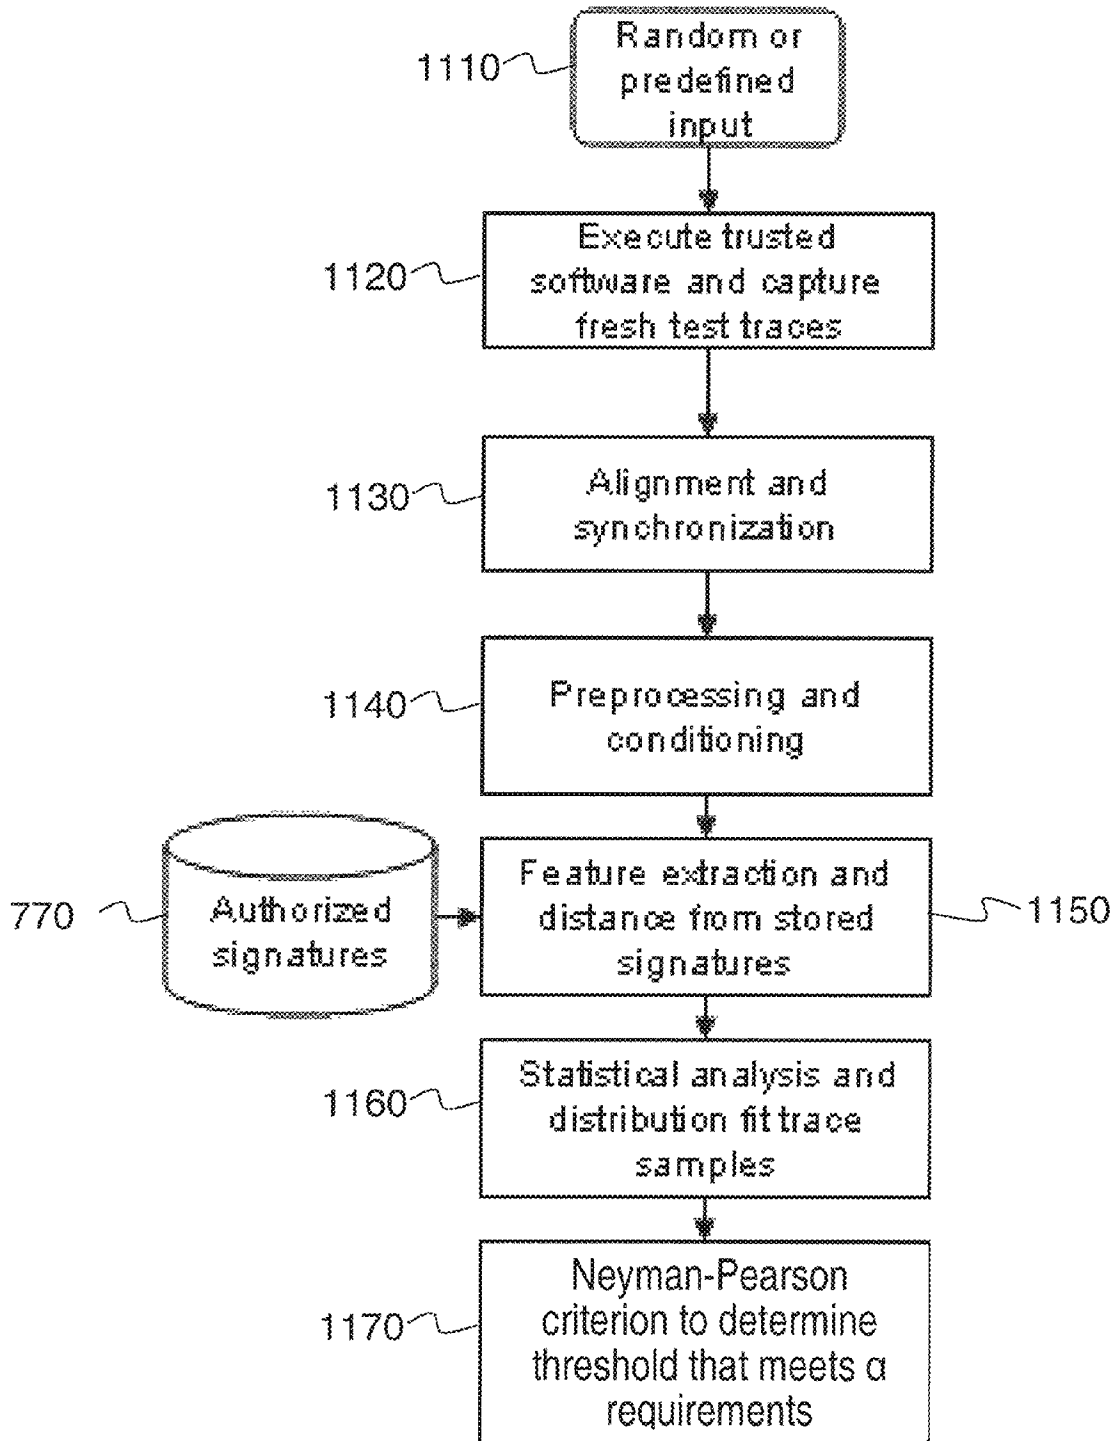 1110
Random or
predefined
input
1120
Execute trusted
software and capture
fresh test traces
1130
Alignment and
synchronization
1140
Preprocessing and
conditioning
770
Authorized
signatures
Feature extraction and
distance from stored
signatures
1150
1160
Statistical analysis and
distribution fit trace
samples
1170
Neyman-Pearson
criterion to determine
threshold that meets α
requirements